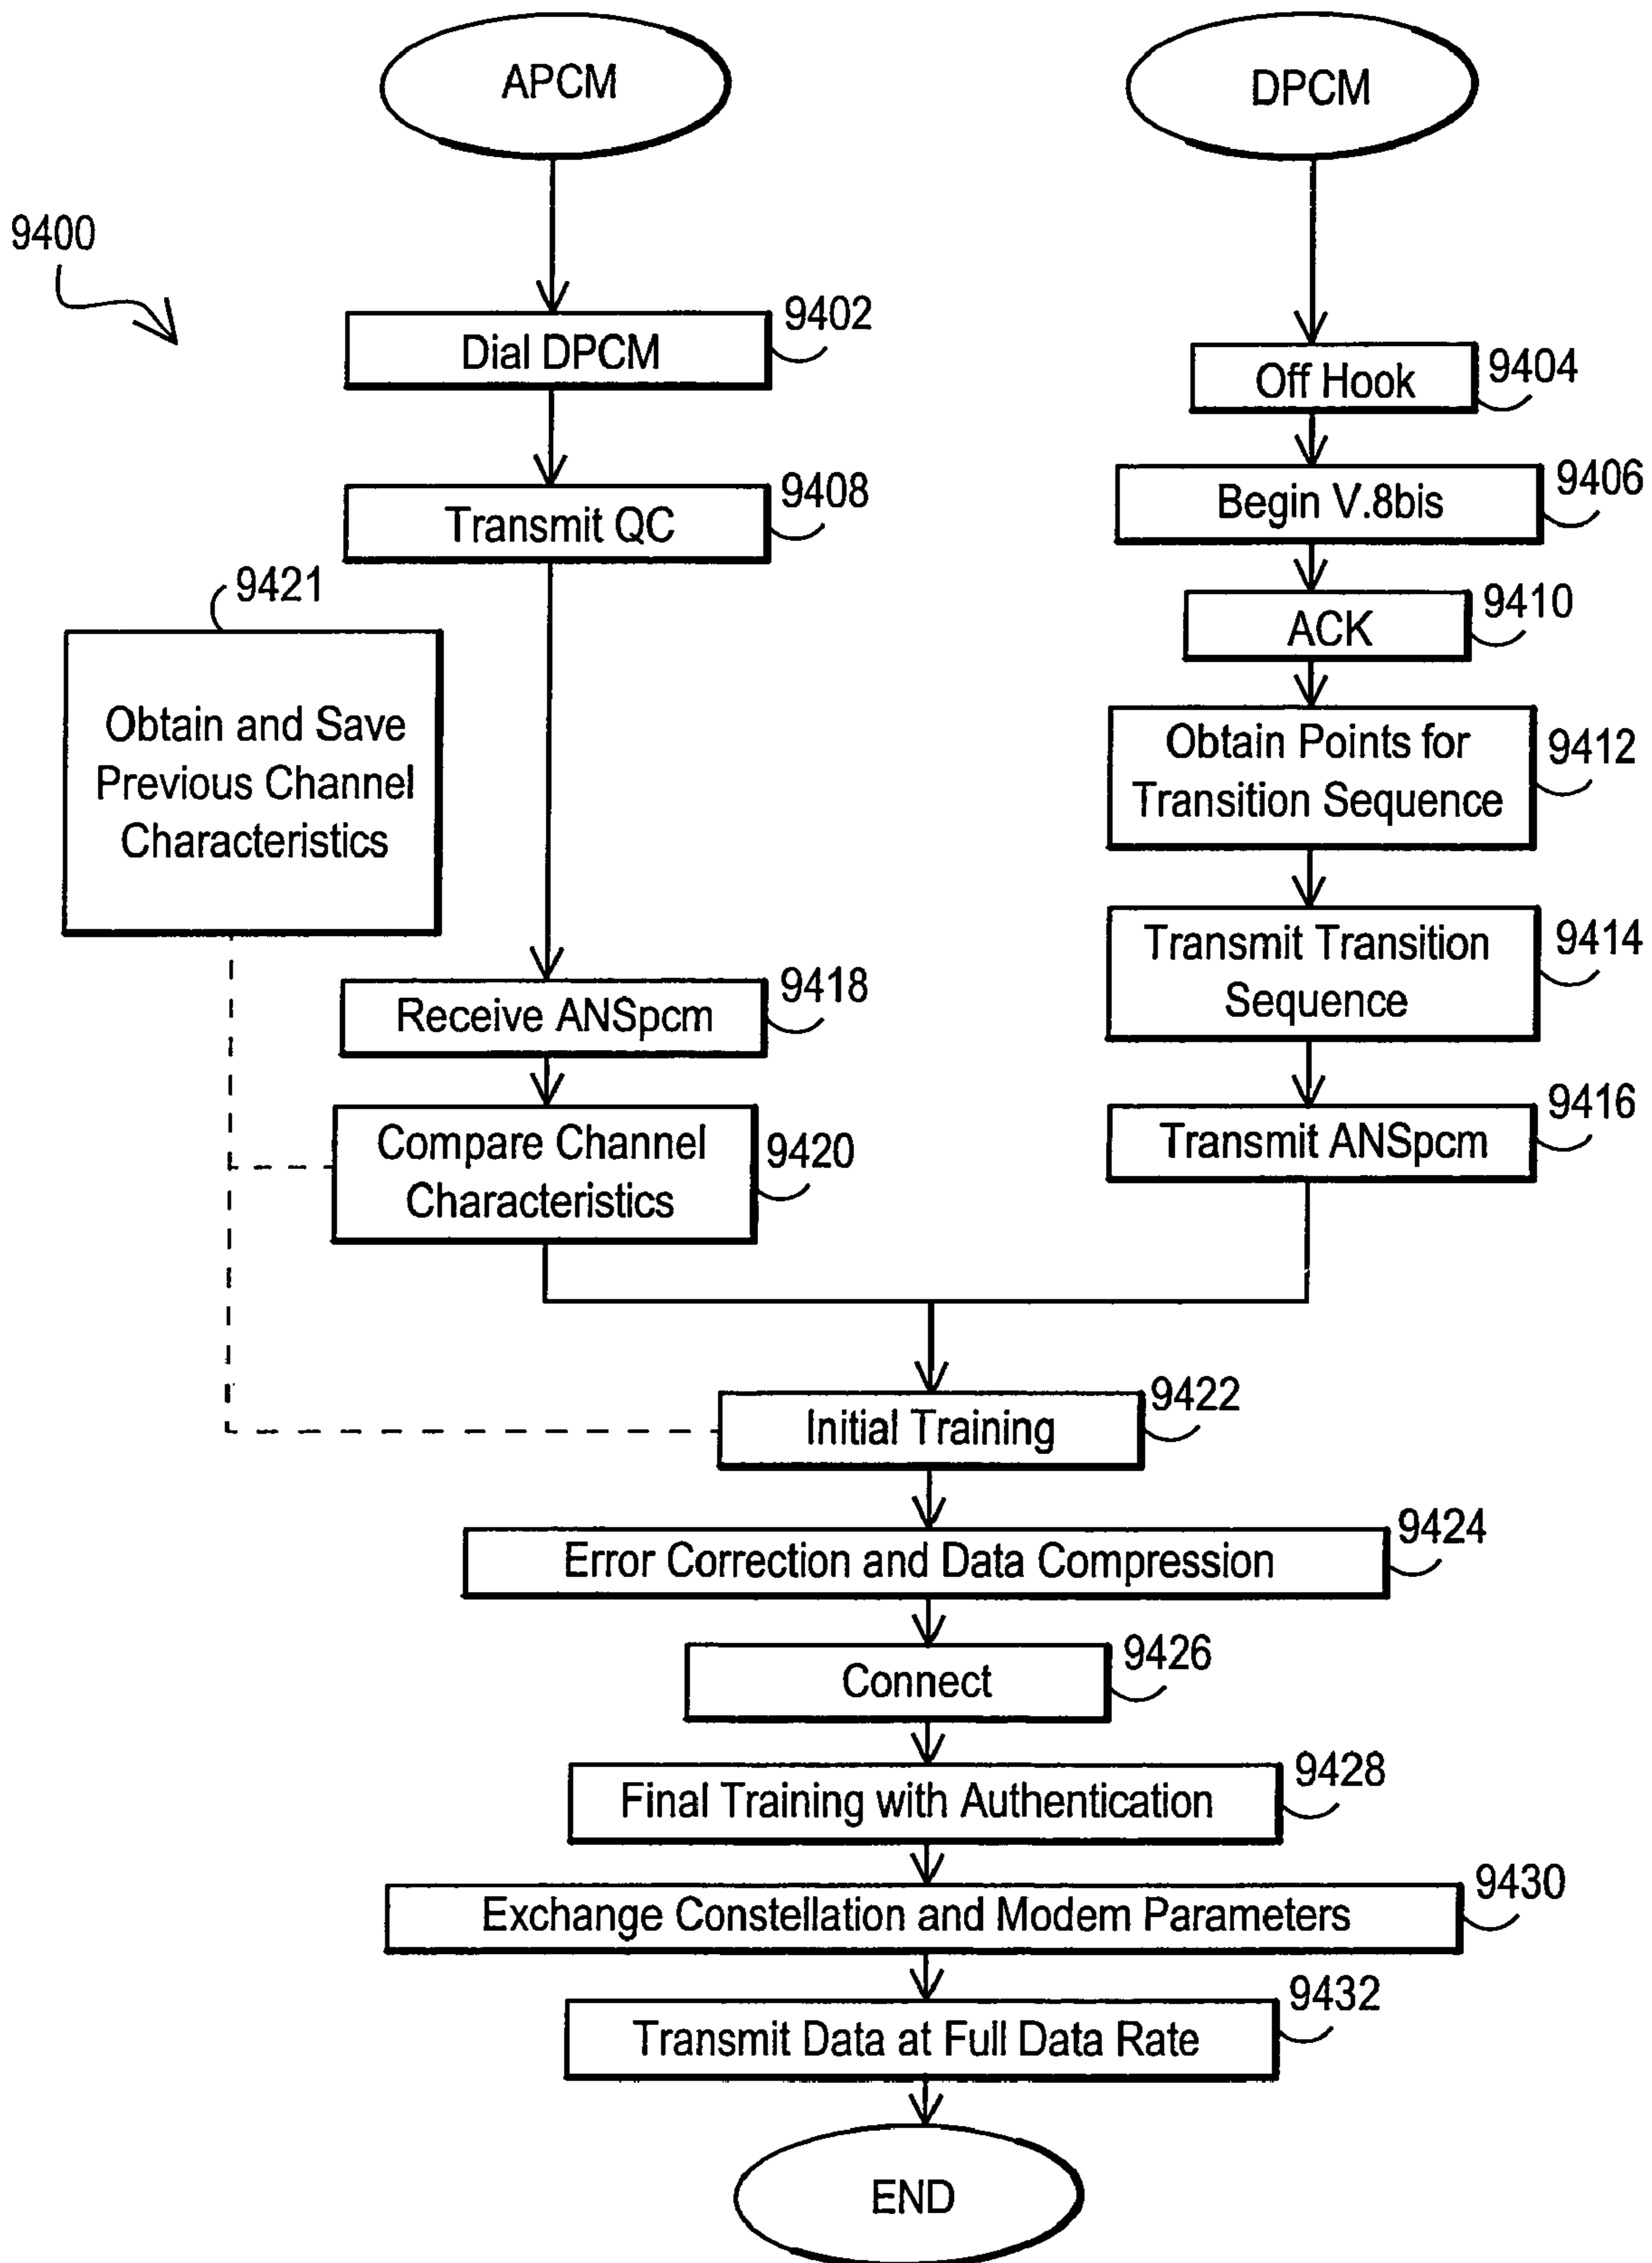 APCM
DPCM
9400
9402
Dial DPCM
9404
Off Hook
9406
Begin V.8bis
9408
Transmit QC
9410
ACK
9421
Obtain and Save
Previous Channel
Characteristics
9412
Obtain Points for
Transition Sequence
9414
Transmit Transition
Sequence
9418
Receive ANSpcm
9416
Transmit ANSpcm
9420
Compare Channel
Characteristics
9422
Initial Training
9424
Error Correction and Data Compression
9426
Connect
9428
Final Training with Authentication
9430
Exchange Constellation and Modem Parameters
9432
Transmit Data at Full Data Rate
END